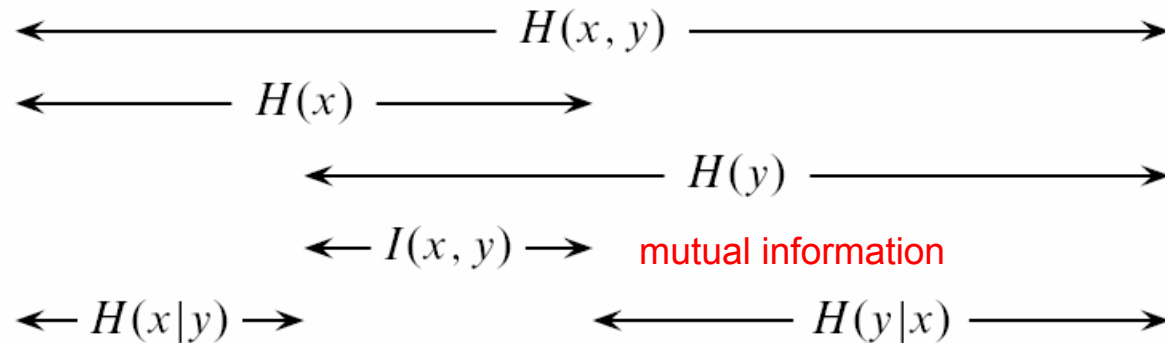 H(x, y)
H(x)
H(y)
I(x, y) mutual information
H(x|y) H(y|x)